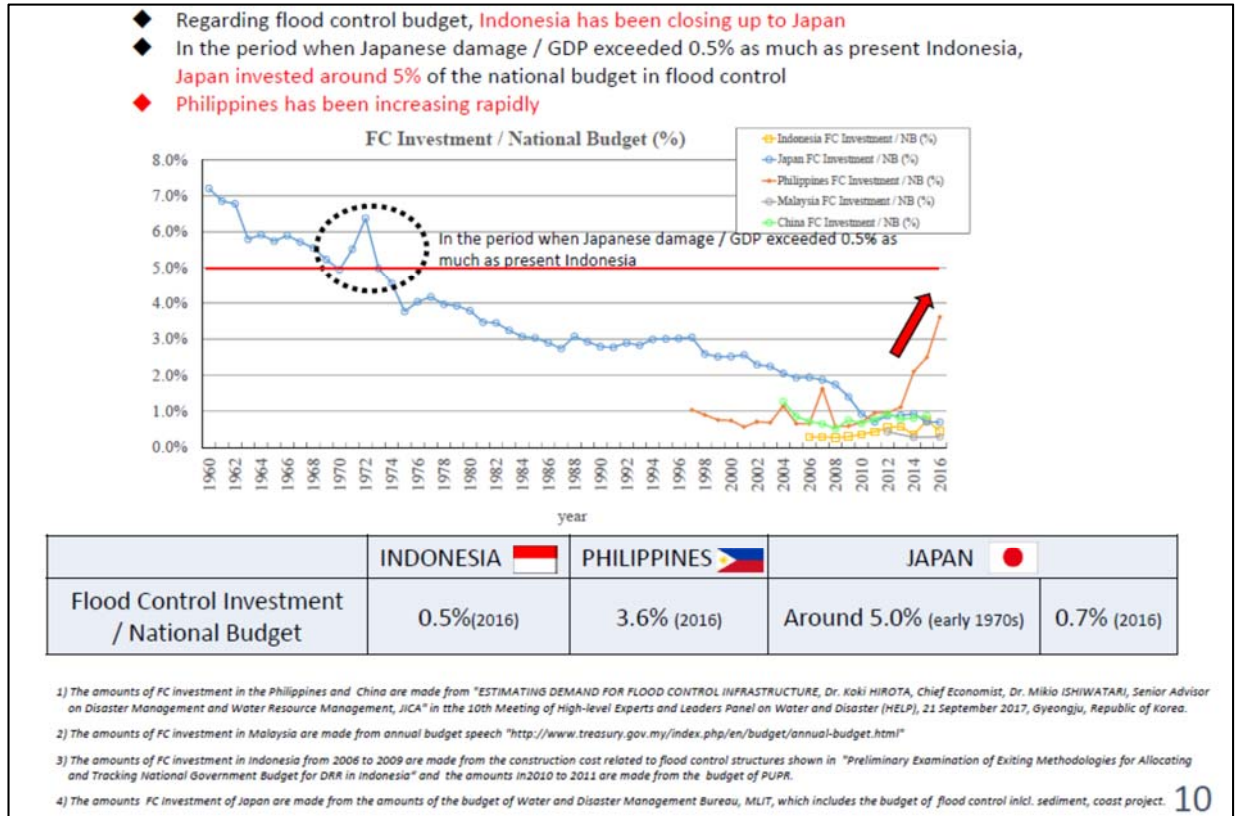 ◆ Regarding flood control budget, Indonesia has been closing up to Japan
◆ In the period when Japanese damage / GDP exceeded 0.5% as much as present Indonesia,
Japan invested around 5% of the national budget in flood control
◆ Philippines has been increasing rapidly
FC Investment / National Budget (%)
Indonesia FC Investment / NB (%)
Japan FC Investment / NB (%)
Philippines FC Investment / NB (%)
Malaysia FC Investment / NB (%)
China FC Investment / NB (%)
8.0%
7.0%
6.0%
5.0%
4.0%
3.0%
2.0%
1.0%
0.0%
In the period when Japanese damage / GDP exceeded 0.5% as
much as present Indonesia
1960 1962 1964 1966 1968 1970 1972 1974 1976 1978 1980 1982 1984 1986 1988 1990 1992 1994 1996 1998 2000 2002 2004 2006 2008 2010 2012 2014 2016
year
INDONESIA PHILIPPINES JAPAN
Flood Control Investment
/ National Budget
0.5%(2016) 3.6% (2016) Around 5.0% (early 1970s) 0.7% (2016)
1) The amounts of FC investment in the Philippines and China are made from "ESTIMATING DEMAND FOR FLOOD CONTROL INFRASTRUCTURE, Dr. Koki HIROTA, Chief Economist, Dr. Mikio ISHIWATARI, Senior Advisor
on Disaster Management and Water Resource Management, JICA" in tthe 10th Meeting of High-level Experts and Leaders Panel on Water and Disaster (HELP), 21 September 2017, Gyeongju, Republic of Korea.
2) The amounts of FC investment in Malaysia are made from annual budget speech "http://www.treasury.gov.my/index.php/en/budget/annual-budget.html"
3) The amounts of FC investment in Indonesia from 2006 to 2009 are made from the construction cost related to flood control structures shown in "Preliminary Examination of Exiting Methodologies for Allocating
and Tracking National Government Budget for DRR in Indonesia" and the amounts In2010 to 2011 are made from the budget of PUPR.
4) The amounts FC Investment of Japan are made from the amounts of the budget of Water and Disaster Management Bureau, MLIT, which includes the budget of flood control inlcl. sediment, coast project.
10